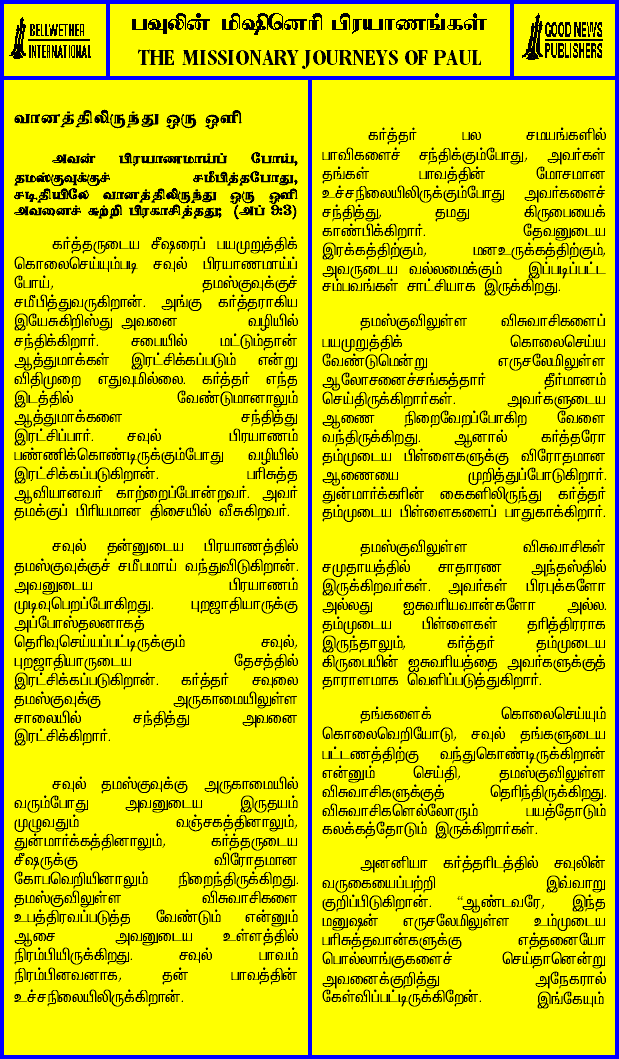 BELLWETHER
INTERNATIONAL
பவுலின் மிஷினெரி பிரயாணங்கள்
THE MISSIONARY JOURNEYS OF PAUL
GOOD NEWS
PUBLISHERS
வானத்திலிருந்து ஒரு ஒளி
அவன் பிரயாணமாய்ப் போய்,
தமஸ்குவுக்குச் சமீபித்தபோது,
சடிதியிலே வானத்திலிருந்து ஒரு ஒளி
அவனைச் சுற்றி பிரகாசித்தது; (அப் 9:3)
கர்த்தருடைய சீஷரைப் பயமுறுத்திக்
கொலைசெய்யும்படி சவுல் பிரயாணமாய்ப்
போய், தமஸ்குவுக்குச்
சமீபித்துவருகிறான். அங்கு கர்த்தராகிய
இயேசுகிறிஸ்து அவனை வழியில்
சந்திக்கிறார். சபையில் மட்டும்தான்
ஆத்துமாக்கள் இரட்சிக்கப்படும் என்று
விதிமுறை எதுவுமில்லை. கர்த்தர் எந்த
இடத்தில் வேண்டுமானாலும்
ஆத்துமாக்களை சந்தித்து
இரட்சிப்பார். சவுல் பிரயாணம்
பண்ணிக்கொண்டிருக்கும்போது வழியில்
இரட்சிக்கப்படுகிறான். பரிசுத்த
ஆவியானவர் காற்றைப்போன்றவர். அவர்
தமக்குப் பிரியமான திசையில் வீசுகிறவர்.
சவுல் தன்னுடைய பிரயாணத்தில்
தமஸ்குவுக்குச் சமீபமாய் வந்துவிடுகிறான்.
அவனுடைய பிரயாணம்
முடிவுபெறப்போகிறது. புறஜாதியாருக்கு
அப்போஸ்தலனாகத்
தெரிவுசெய்யப்பட்டிருக்கும் சவுல்,
புறஜாதியாருடைய தேசத்தில்
இரட்சிக்கப்படுகிறான். கர்த்தர் சவுலை
தமஸ்குவுக்கு அருகாமையிலுள்ள
சாலையில் சந்தித்து அவனை
இரட்சிக்கிறார்.
சவுல் தமஸ்குவுக்கு அருகாமையில்
வரும்போது அவனுடைய இருதயம்
முழுவதும் வஞ்சகத்தினாலும்,
துன்மார்க்கத்தினாலும், கர்த்தருடைய
சீஷருக்கு விரோதமான
கோபவெறியினாலும் நிறைந்திருக்கிறது.
தமஸ்குவிலுள்ள விசுவாசிகளை
உபத்திரவப்படுத்த வேண்டும் என்னும்
ஆசை அவனுடைய உள்ளத்தில்
நிரம்பியிருக்கிறது. சவுல் பாவம்
நிரம்பினவனாக, தன் பாவத்தின்
உச்சநிலையிலிருக்கிறான்.
கர்த்தர் பல சமயங்களில்
பாவிகளைச் சந்திக்கும்போது, அவர்கள்
தங்கள் பாவத்தின் மோசமான
உச்சநிலையிலிருக்கும்போது அவர்களைச்
சந்தித்து, தமது கிருபையைக்
காண்பிக்கிறார். தேவனுடைய
இரக்கத்திற்கும், மனஉருக்கத்திற்கும்,
அவருடைய வல்லமைக்கும் இப்படிப்பட்ட
சம்பவங்கள் சாட்சியாக இருக்கிறது.
தமஸ்குவிலுள்ள விசுவாசிகளைப்
பயமுறுத்திக் கொலைசெய்ய
வேண்டுமென்று எருசலேமிலுள்ள
ஆலோசனைச்சங்கத்தார் தீர்மானம்
செய்திருக்கிறார்கள். அவர்களுடைய
ஆணை நிறைவேறப்போகிற வேளை
வந்திருக்கிறது. ஆனால் கர்த்தரோ
தம்முடைய பிள்ளைகளுக்கு விரோதமான
ஆணையை முறித்துப்போடுகிறார்.
துன்மார்க்கரின் கைகளிலிருந்து கர்த்தர்
தம்முடைய பிள்ளைகளைப் பாதுகாக்கிறார்.
தமஸ்குவிலுள்ள விசுவாசிகள்
சமுதாயத்தில் சாதாரண அந்தஸ்தில்
இருக்கிறவர்கள். அவர்கள் பிரபுக்களோ
அல்லது ஐசுவரியவான்களோ அல்ல.
தம்முடைய பிள்ளைகள் தரித்திரராக
இருந்தாலும், கர்த்தர் தம்முடைய
கிருபையின் ஐசுவரியத்தை அவர்களுக்குத்
தாராளமாக வெளிப்படுத்துகிறார்.
தங்களைக் கொலைசெய்யும்
கொலைவெறியோடு, சவுல் தங்களுடைய
பட்டணத்திற்கு வந்துகொண்டிருக்கிறான்
என்னும் செய்தி, தமஸ்குவிலுள்ள
விசுவாசிகளுக்குத் தெரிந்திருக்கிறது.
விசுவாசிகளெல்லோரும் பயத்தோடும்
கலக்கத்தோடும் இருக்கிறார்கள்.
அனனியா கர்த்தரிடத்தில் சவுலின்
வருகையைப்பற்றி இவ்வாறு
குறிப்பிடுகிறான். “ஆண்டவரே, இந்த
மனுஷன் எருசலேமிலுள்ள உம்முடைய
பரிசுத்தவான்களுக்கு எத்தனையோ
பொல்லாங்குகளைச் செய்தானென்று
அவனைக்குறித்து அநேகரால்
கேள்விப்பட்டிருக்கிறேன். இங்கேயும்